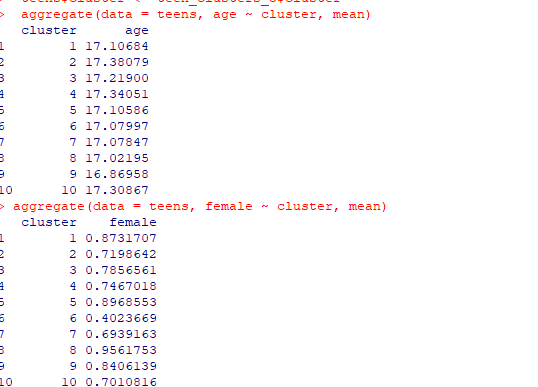 > aggregate(data = teens, age ~ cluster, mean)
cluster age
1 1 17.10684
2 2 17.38079
3 3 17.21900
4 4 17.34051
5 5 17.10586
6 6 17.07997
7 7 17.07847
8 8 17.02195
9 9 16.86958
10 10 17.30867
> aggregate(data = teens, female ~ cluster, mean)
cluster female
1 1 0.8731707
2 2 0.7198642
3 3 0.7856561
4 4 0.7467018
5 5 0.8968553
6 6 0.4023669
7 7 0.6939163
8 8 0.9561753
9 9 0.8406139
10 10 0.7010816